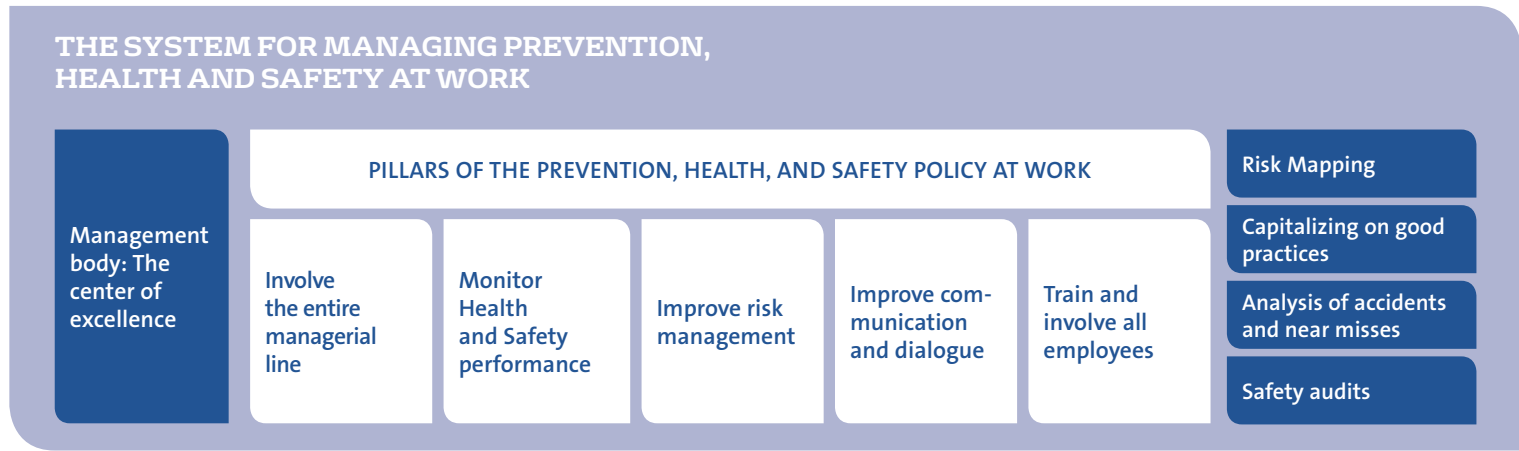 THE SYSTEM FOR MANAGING PREVENTION,
HEALTH AND SAFETY AT WORK
Management
body: The
center of
excellence
PILLARS OF THE PREVENTION, HEALTH, AND SAFETY POLICY AT WORK
Involve
the entire
managerial
line
Monitor
Health
and Safety
performance
Improve risk
management
Improve com-
munication
and dialogue
Train and
involve all
employees
Risk Mapping
Capitalizing on good
practices
Analysis of accidents
and near misses
Safety audits